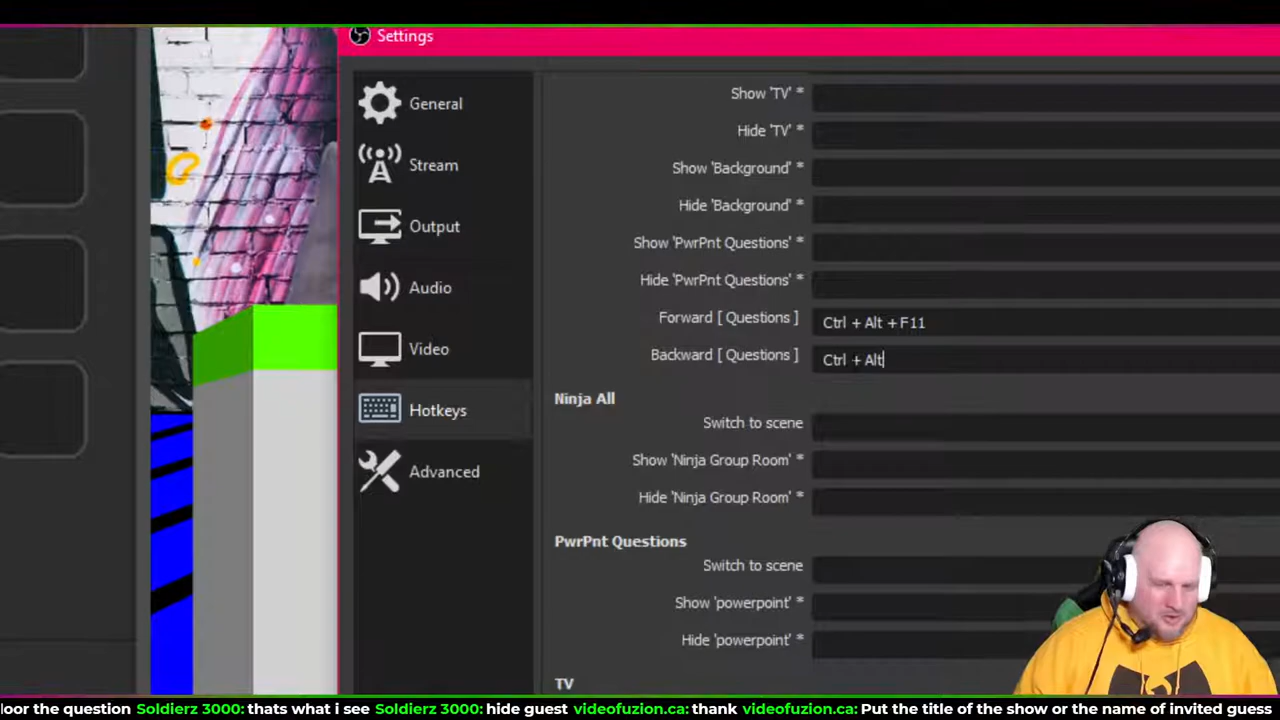 Settings
General
Stream
Output
Audio
Video
Hotkeys
Advanced
Show 'TV' *
Hide 'TV' *
Show 'Background' *
Hide 'Background' *
Show 'PwrPnt Questions' *
Hide 'PwrPnt Questions' *
Forward [ Questions ] Ctrl + Alt + F11
Backward [ Questions ] Ctrl + Alt
Ninja All
Switch to scene
Show 'Ninja Group Room' *
Hide 'Ninja Group Room' *
PwrPnt Questions
Switch to scene
Show 'powerpoint' *
Hide 'powerpoint' *
TV
loor the question Soldierz 3000: thats what i see Soldierz 3000: hide guest videofuzion.ca: thank videofuzion.ca: Put the title of the show or the name of invited guess